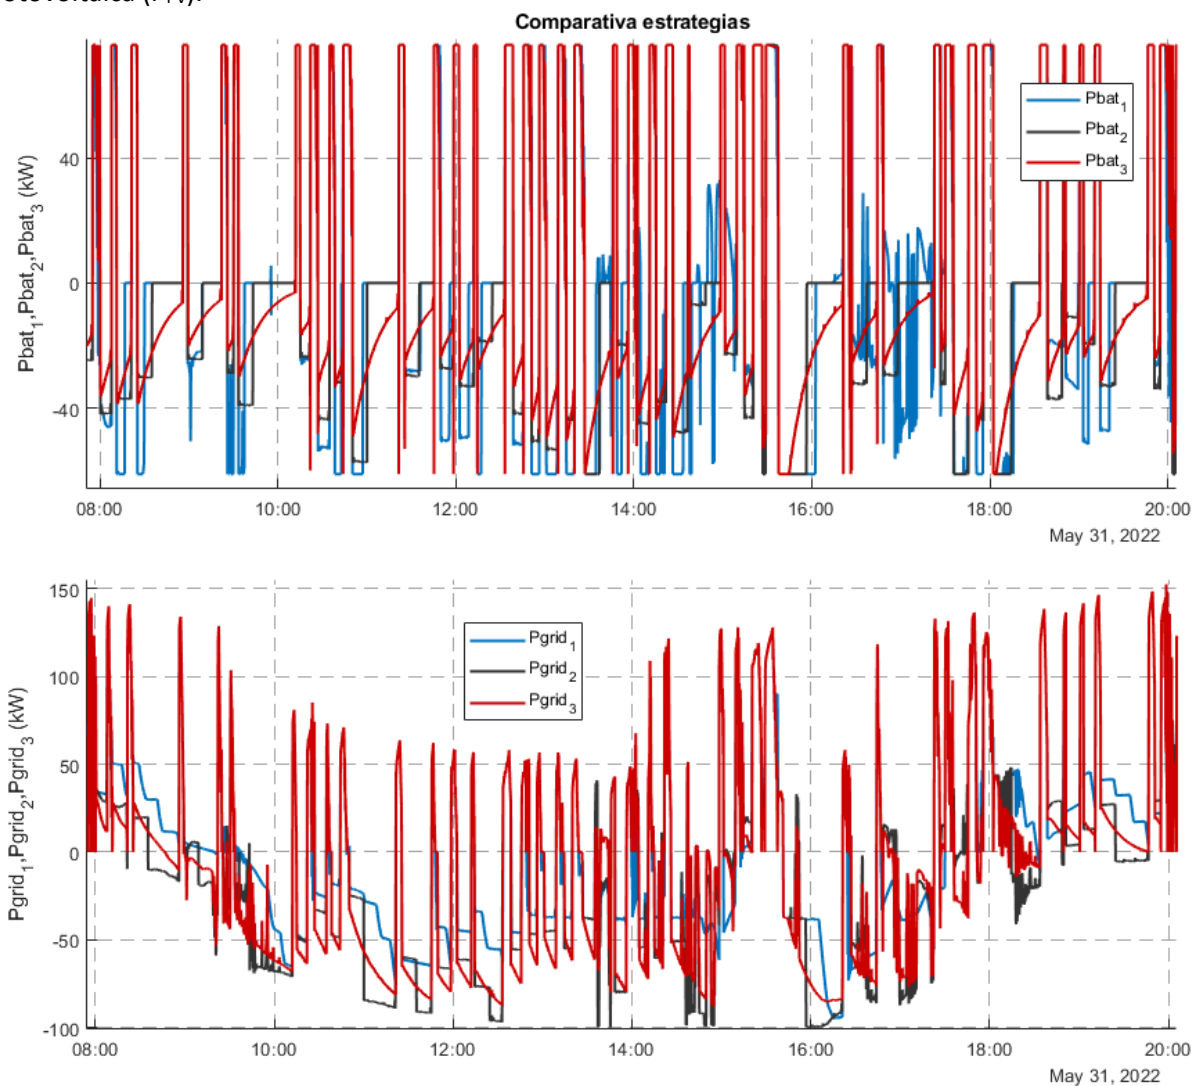 Comparativa estrategias
Pbat1,Pbat2,Pbat3 (kW)
40
0
-40
Pbat1
Pbat2
Pbat3
08:00 10:00 12:00 14:00 16:00 18:00 20:00
May 31, 2022
Pgrid1,Pgrid2,Pgrid3 (kW)
150
100
50
0
-50
-100
Pgrid1
Pgrid2
Pgrid3
08:00 10:00 12:00 14:00 16:00 18:00 20:00
May 31, 2022